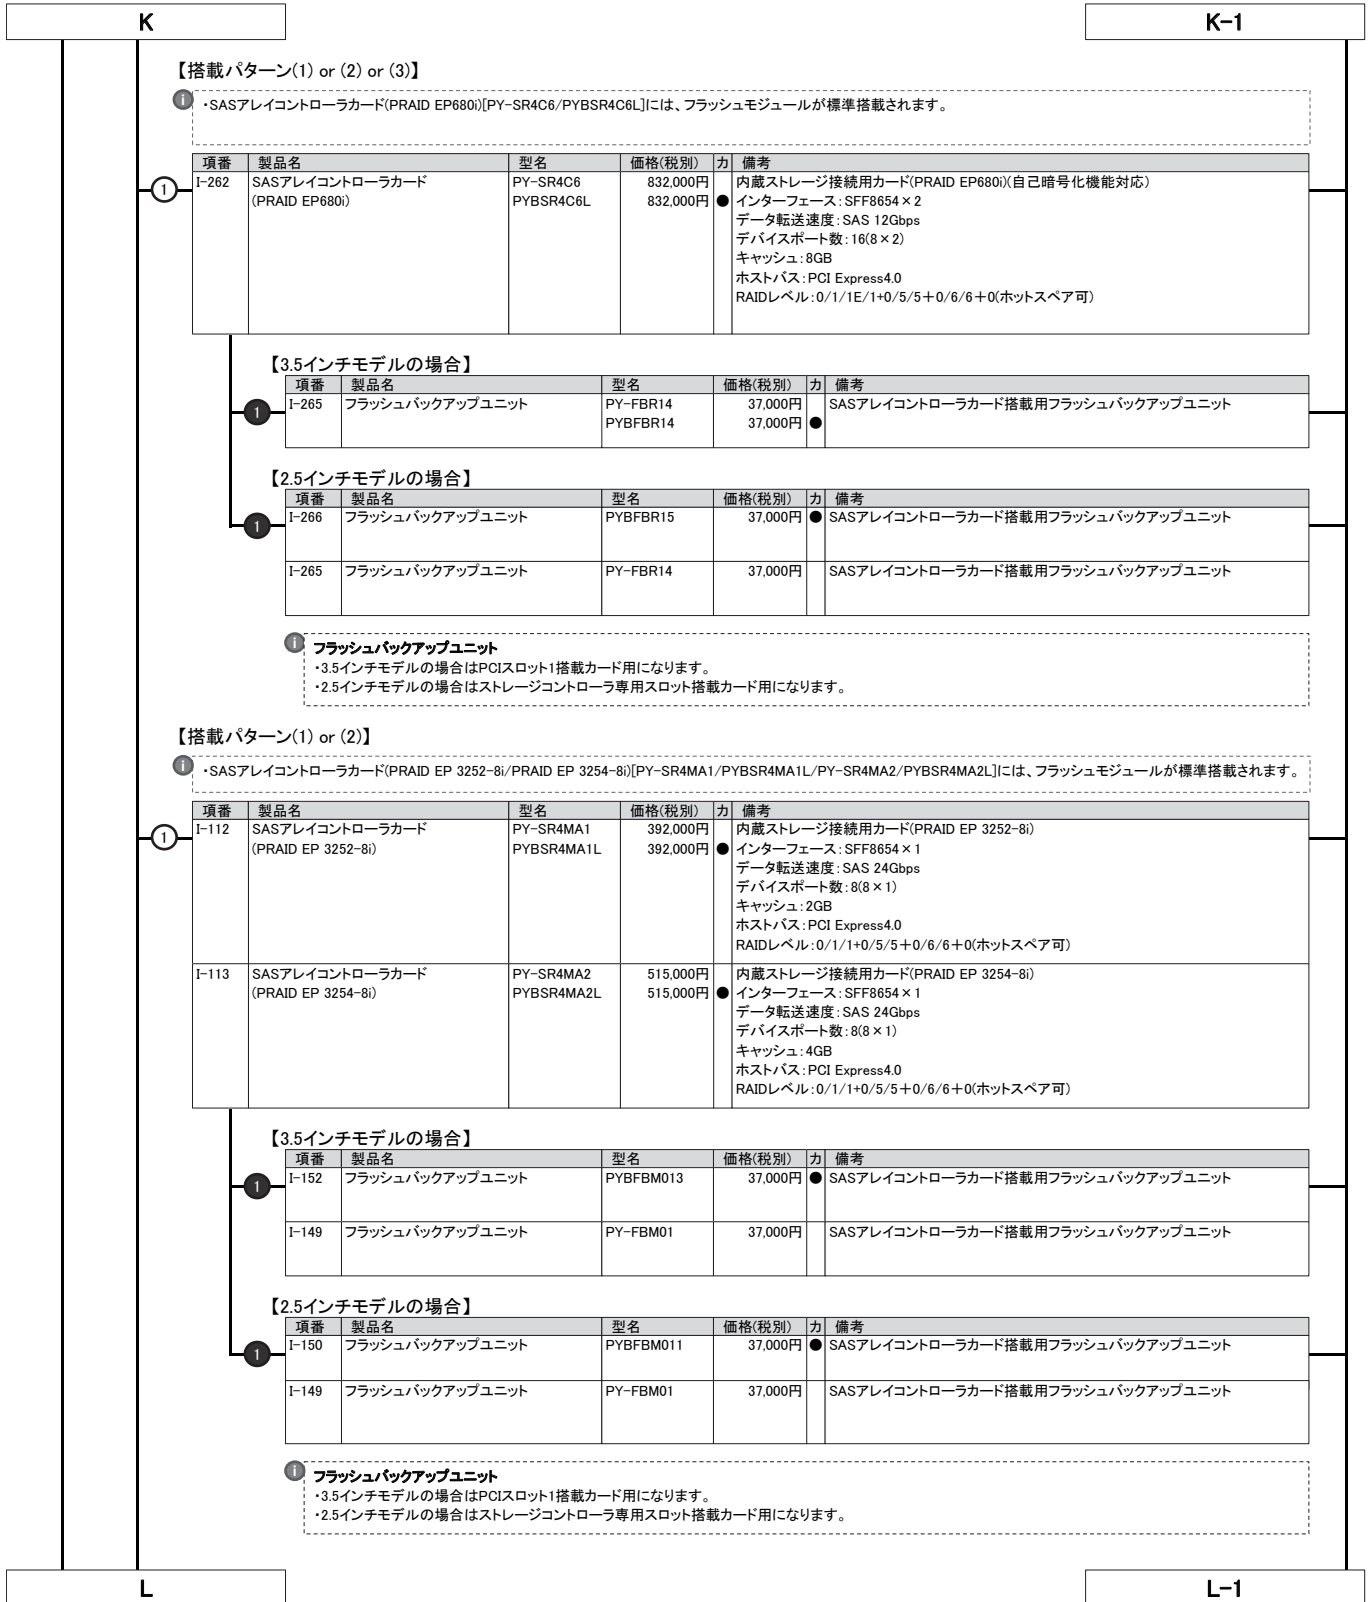 K
K-1
【搭載パターン(1) or (2) or (3)】
i
・SASアレイコントローラカード(PRAID EP680i)[PY-SR4C6/PYBSR4C6L]には、フラッシュモジュールが標準搭載されます。
項番 製品名 型名 価格(税別) カ 備考
1
I-262 SASアレイコントローラカード PY-SR4C6 832,000円 内蔵ストレージ接続用カード(PRAID EP680i)(自己暗号化機能対応)
(PRAID EP680i) PYBSR4C6L 832,000円 ● インターフェース：SFF8654×2
データ転送速度：SAS 12Gbps
デバイスポート数：16(8×2)
キャッシュ：8GB
ホストバス：PCI Express4.0
RAIDレベル：0/1/1E/1+0/5/5＋0/6/6＋0(ホットスペア可)
【3.5インチモデルの場合】
項番 製品名 型名 価格(税別) カ 備考
1
I-265 フラッシュバックアップユニット PY-FBR14 37,000円 SASアレイコントローラカード搭載用フラッシュバックアップユニット
PYBFBR14 37,000円 ●
【2.5インチモデルの場合】
項番 製品名 型名 価格(税別) カ 備考
1
I-266 フラッシュバックアップユニット PYBFBR15 37,000円 ● SASアレイコントローラカード搭載用フラッシュバックアップユニット
I-265 フラッシュバックアップユニット PY-FBR14 37,000円 SASアレイコントローラカード搭載用フラッシュバックアップユニット
i
フラッシュバックアップユニット
・3.5インチモデルの場合はPCIスロット1搭載カード用になります。
・2.5インチモデルの場合はストレージコントローラ専用スロット搭載カード用になります。
【搭載パターン(1) or (2)】
i
・SASアレイコントローラカード(PRAID EP 3252-8i/PRAID EP 3254-8i)[PY-SR4MA1/PYBSR4MA1L/PY-SR4MA2/PYBSR4MA2L]には、フラッシュモジュールが標準搭載されます。
項番 製品名 型名 価格(税別) カ 備考
1
I-112 SASアレイコントローラカード PY-SR4MA1 392,000円 内蔵ストレージ接続用カード(PRAID EP 3252-8i)
(PRAID EP 3252-8i) PYBSR4MA1L 392,000円 ● インターフェース：SFF8654×1
データ転送速度：SAS 24Gbps
デバイスポート数：8(8×1)
キャッシュ：2GB
ホストバス：PCI Express4.0
RAIDレベル：0/1/1+0/5/5＋0/6/6＋0(ホットスペア可)
I-113 SASアレイコントローラカード PY-SR4MA2 515,000円 内蔵ストレージ接続用カード(PRAID EP 3254-8i)
(PRAID EP 3254-8i) PYBSR4MA2L 515,000円 ● インターフェース：SFF8654×1
データ転送速度：SAS 24Gbps
デバイスポート数：8(8×1)
キャッシュ：4GB
ホストバス：PCI Express4.0
RAIDレベル：0/1/1+0/5/5＋0/6/6＋0(ホットスペア可)
【3.5インチモデルの場合】
項番 製品名 型名 価格(税別) カ 備考
1
I-152 フラッシュバックアップユニット PYBFBM013 37,000円 ● SASアレイコントローラカード搭載用フラッシュバックアップユニット
I-149 フラッシュバックアップユニット PY-FBM01 37,000円 SASアレイコントローラカード搭載用フラッシュバックアップユニット
【2.5インチモデルの場合】
項番 製品名 型名 価格(税別) カ 備考
1
I-150 フラッシュバックアップユニット PYBFBM011 37,000円 ● SASアレイコントローラカード搭載用フラッシュバックアップユニット
I-149 フラッシュバックアップユニット PY-FBM01 37,000円 SASアレイコントローラカード搭載用フラッシュバックアップユニット
i
フラッシュバックアップユニット
・3.5インチモデルの場合はPCIスロット1搭載カード用になります。
・2.5インチモデルの場合はストレージコントローラ専用スロット搭載カード用になります。
L
L-1